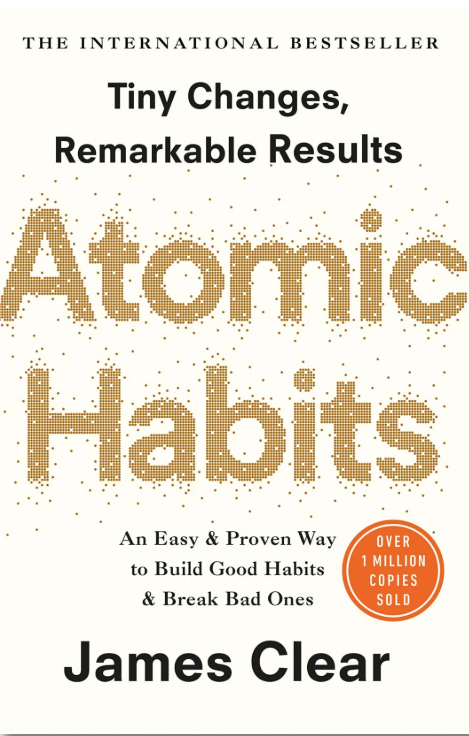 THE INTERNATIONAL BESTSELLER
Tiny Changes,
Remarkable Results
Atomic
Habits
An Easy & Proven Way
to Build Good Habits
& Break Bad Ones
OVER
1 MILLION
COPIES
SOLD
James Clear